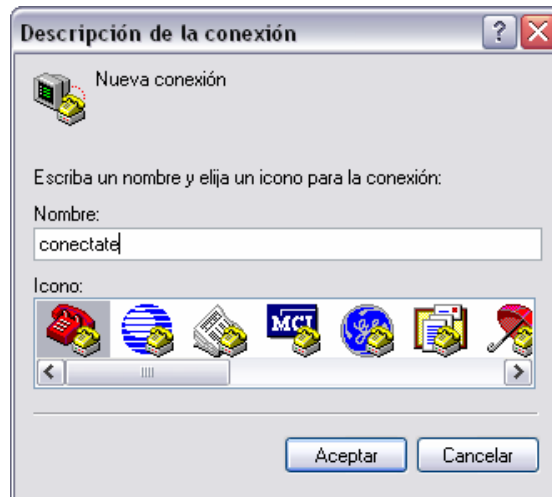 Descripción de la conexión
Nueva conexión
Escriba un nombre y elija un icono para la conexión:
Nombre:
conectate
Icono:
MCI
Aceptar
Cancelar